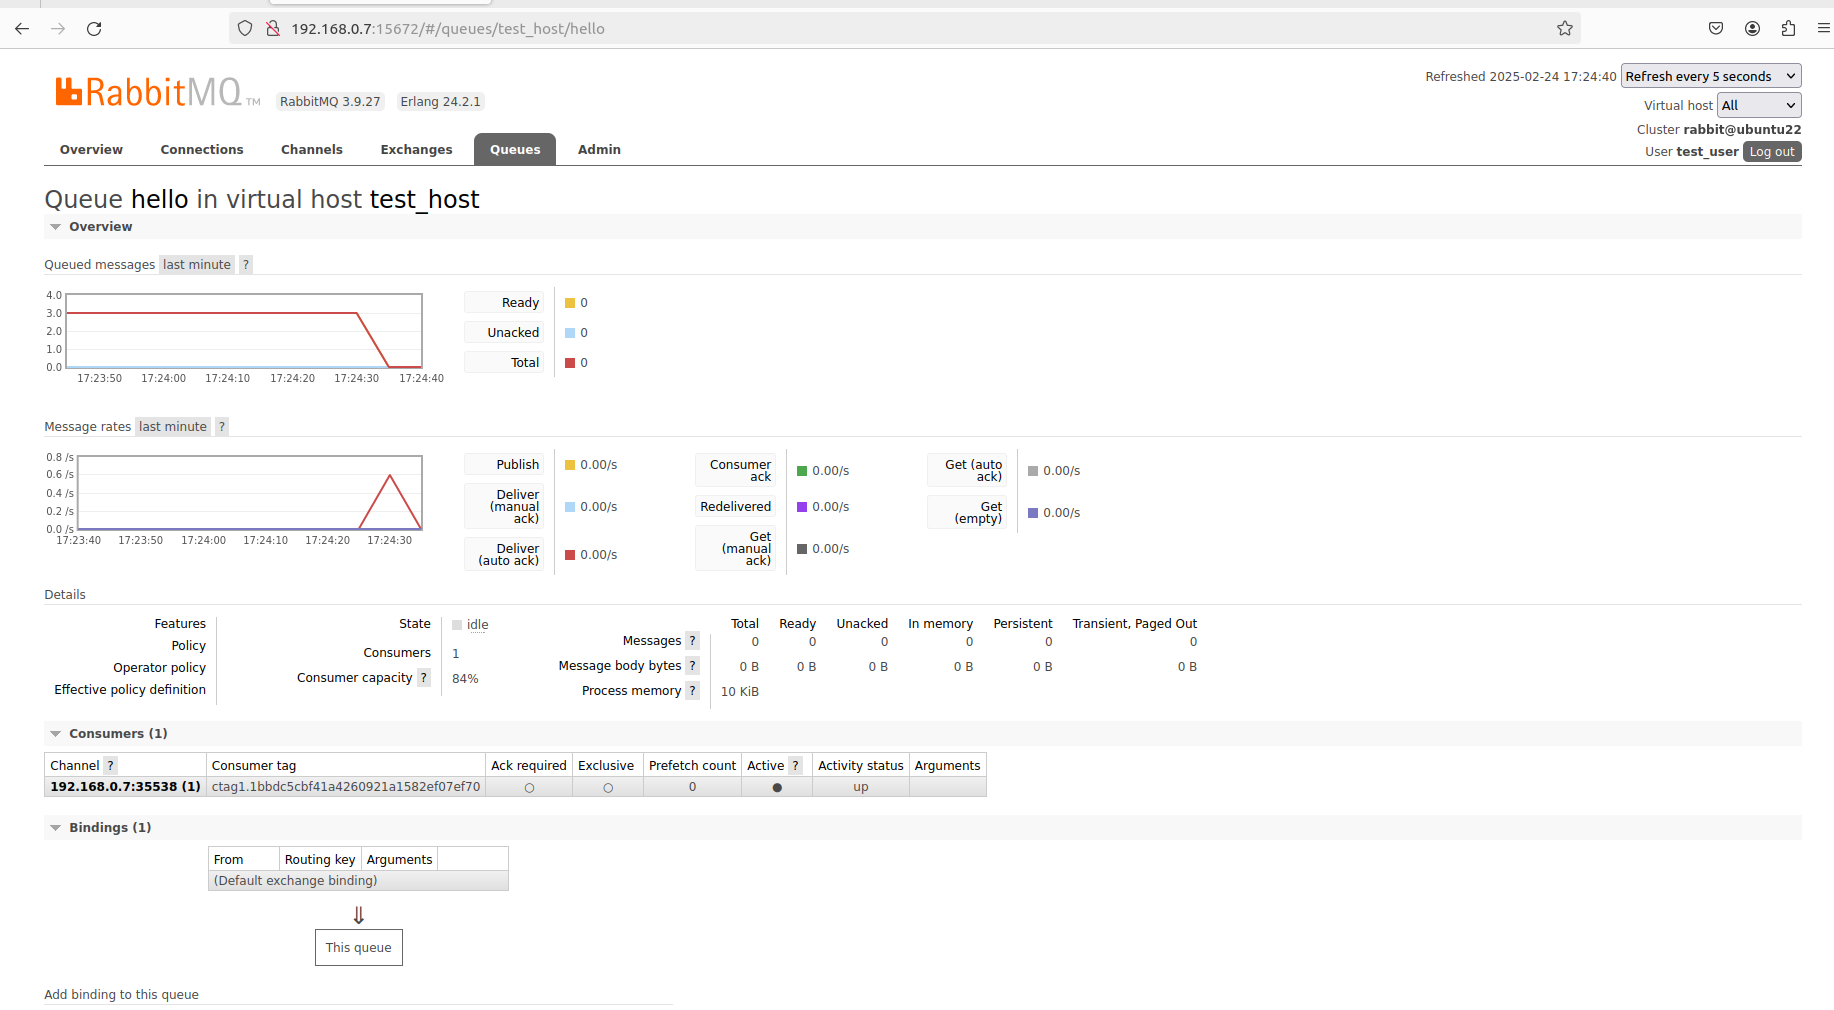 192.168.0.7:15672/#/queues/test_host/hello
RabbitMQ TM RabbitMQ 3.9.27 Erlang 24.2.1
Refreshed 2025-02-24 17:24:40 Refresh every 5 seconds
Virtual host All
Cluster rabbit@ubuntu22
User test_user Log out
Overview Connections Channels Exchanges Queues Admin
Queue hello in virtual host test_host
Overview
Queued messages last minute ?
4.0
3.0
2.0
1.0
0.0
17:23:50 17:24:00 17:24:10 17:24:20 17:24:30 17:24:40
Ready 0
Unacked 0
Total 0
Message rates last minute ?
0.8 /s
0.6 /s
0.4 /s
0.2 /s
0.0 /s
17:23:40 17:23:50 17:24:00 17:24:10 17:24:20 17:24:30
Publish 0.00/s
Deliver
(manual
ack)
0.00/s
Deliver
(auto ack)
0.00/s
Consumer
ack
0.00/s
Redelivered 0.00/s
Get
(manual
ack)
0.00/s
Get (auto
ack)
0.00/s
Get
(empty)
0.00/s
Details
Features
Policy
Operator policy
Effective policy definition
State idle
Consumers 1
Consumer capacity ? 84%
Total Ready Unacked In memory Persistent Transient, Paged Out
Messages ? 0 0 0 0 0 0
Message body bytes ? 0 B 0 B 0 B 0 B 0 B 0 B
Process memory ? 10 KiB
Consumers (1)
Channel ? Consumer tag Ack required Exclusive Prefetch count Active ? Activity status Arguments
192.168.0.7:35538 (1) ctag1.1bbdc5cbf41a4260921a1582ef07ef70 ○ ○ 0 ● up
Bindings (1)
From Routing key Arguments
(Default exchange binding)
⇓
This queue
Add binding to this queue